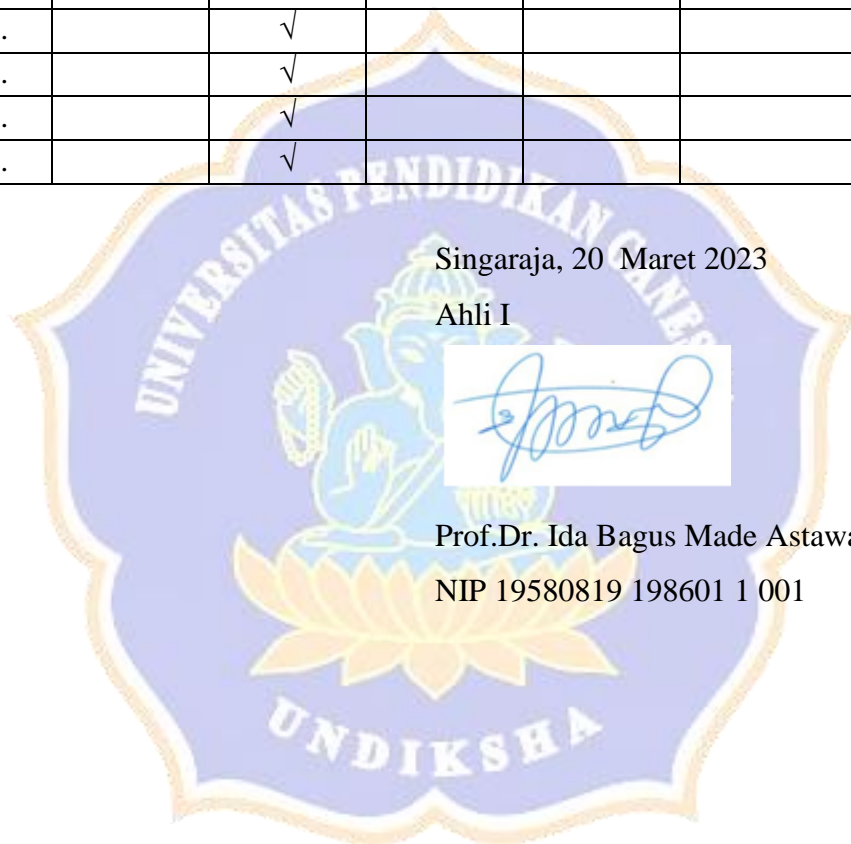 . √
. √
. √
. √
UNIVERSITAS PENDIDIKAN GANESHA
Singaraja, 20 Maret 2023
Ahli I
Prof.Dr. Ida Bagus Made Astawa
NIP 19580819 198601 1 001
UNDIKSHA